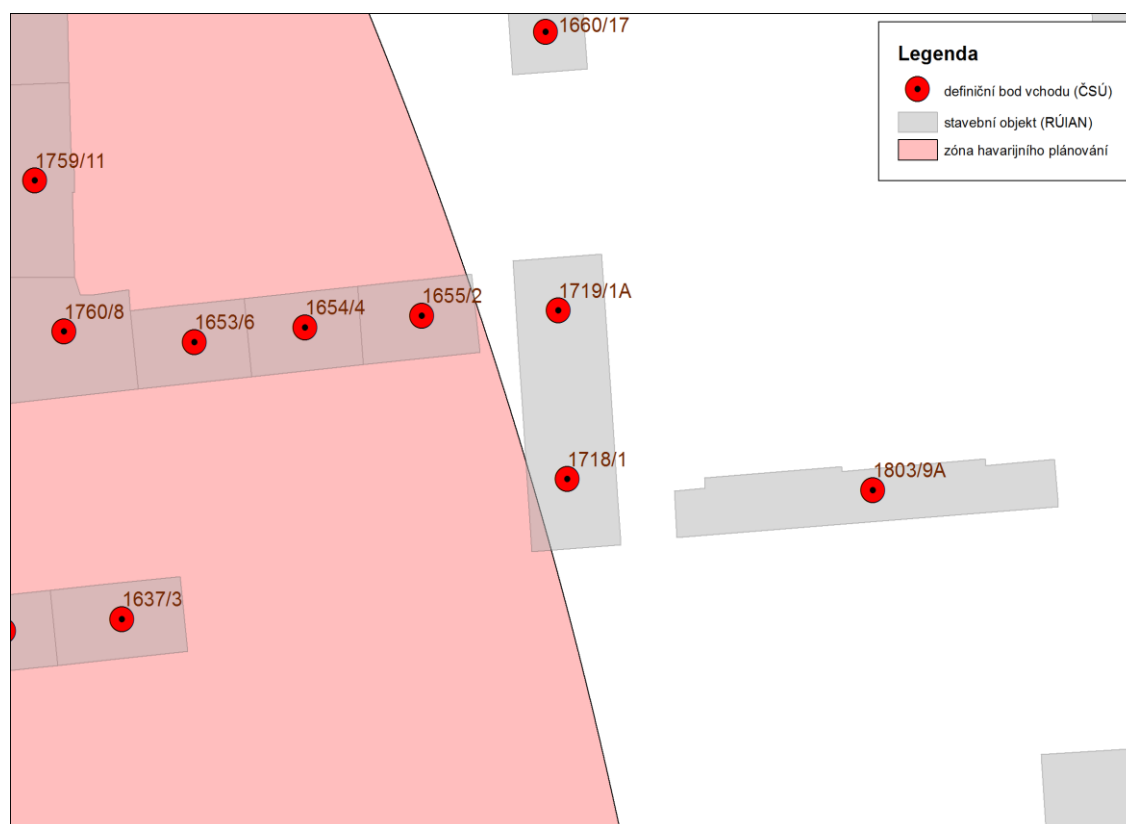 1660/17
Legenda
definiční bod vchodu (ČSÚ)
stavební objekt (RÚIAN)
zóna havarijního plánování
1759/11
1719/1A
1655/2
1654/4
1760/8
1653/6
1718/1
1803/9A
1637/3